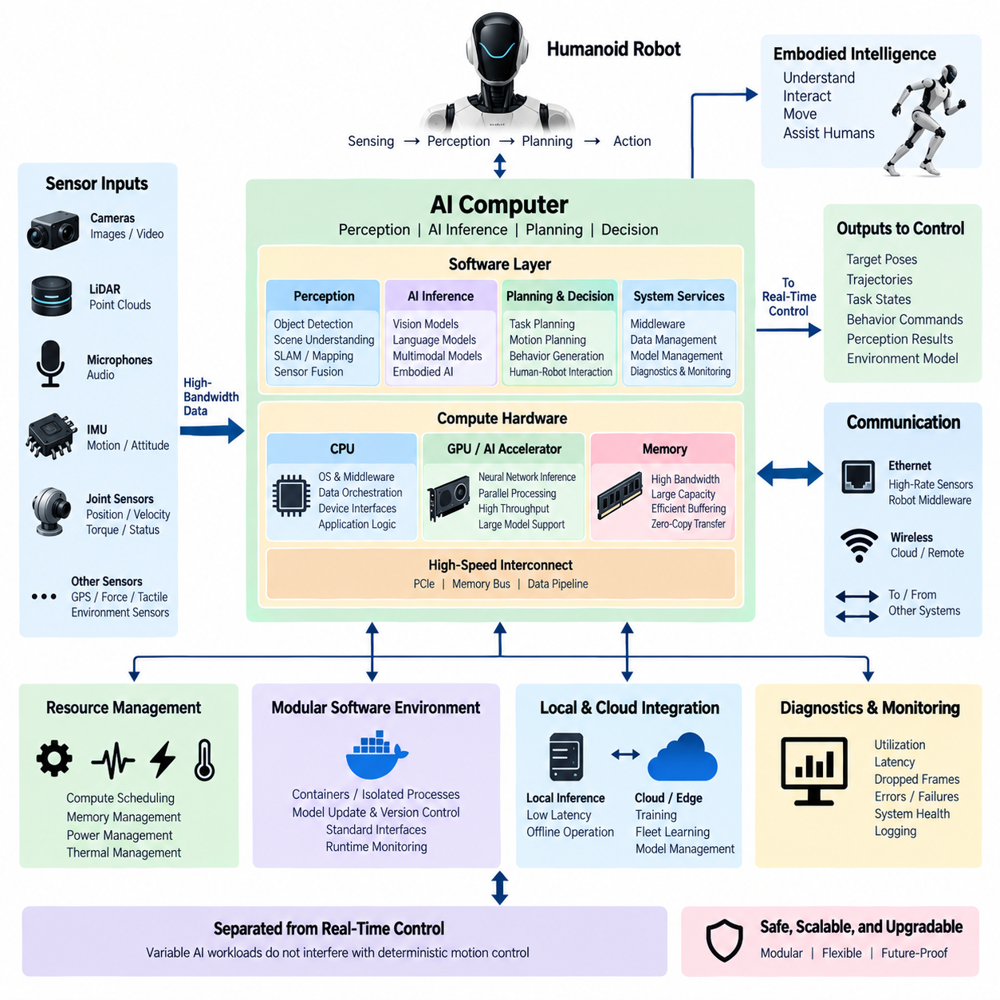 Humanoid Robot
Sensing → Perception → Planning → Action
Embodied Intelligence
Understand
Interact
Move
Assist Humans
Sensor Inputs
Cameras
Images / Video
LiDAR
Point Clouds
Microphones
Audio
IMU
Motion / Attitude
Joint Sensors
Position / Velocity
Torque / Status
Other Sensors
GPS / Force / Tactile
Environment Sensors
High-
Bandwidth
Data
AI Computer
Perception | AI Inference | Planning | Decision
Software Layer
Perception
Object Detection
Scene Understanding
SLAM / Mapping
Sensor Fusion
AI Inference
Vision Models
Language Models
Multimodal Models
Embodied AI
Planning & Decision
Task Planning
Motion Planning
Behavior Generation
Human-Robot Interaction
System Services
Middleware
Data Management
Model Management
Diagnostics & Monitoring
Compute Hardware
CPU
OS & Middleware
Data Orchestration
Device Interfaces
Application Logic
GPU / AI Accelerator
Neural Network Inference
Parallel Processing
High Throughput
Large Model Support
Memory
High Bandwidth
Large Capacity
Efficient Buffering
Zero-Copy Transfer
High-Speed Interconnect
PCIe | Memory Bus | Data Pipeline
To
Real-Time
Control
Outputs to Control
Target Poses
Trajectories
Task States
Behavior Commands
Perception Results
Environment Model
Communication
Ethernet
High-Rate Sensors
Robot Middleware
Wireless
Cloud / Remote
To / From
Other Systems
Resource Management
Compute Scheduling
Memory Management
Power Management
Thermal Management
Modular Software Environment
Containers / Isolated Processes
Model Update & Version Control
Standard Interfaces
Runtime Monitoring
Local & Cloud Integration
Local Inference
Low Latency
Offline Operation
Cloud / Edge
Training
Fleet Learning
Model Management
Diagnostics & Monitoring
Utilization
Latency
Dropped Frames
Errors / Failures
System Health
Logging
Separated from Real-Time Control
Variable AI workloads do not interfere with deterministic motion control
Safe, Scalable, and Upgradable
Modular | Flexible | Future-Proof